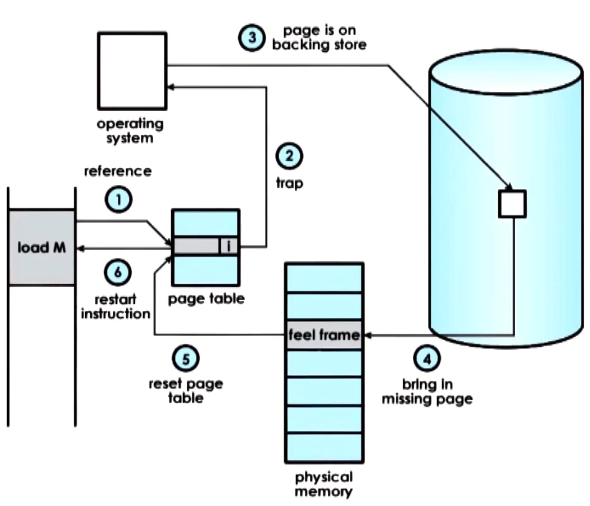 3
page is on
backing store
operating
system
2
trap
reference
1
load M
i
6
restart
instruction
page table
feel frame
5
reset page
table
4
bring in
missing page
physical
memory